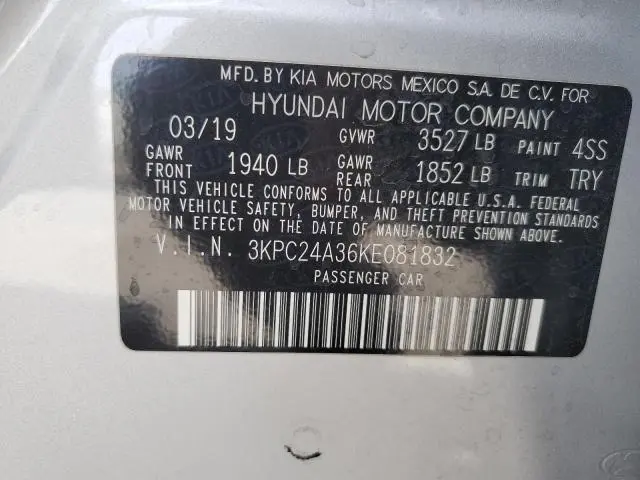 MFD. BY KIA MOTORS MEXICO S.A. DE C.V. FOR
HYUNDAI MOTOR COMPANY
03/19 GVWR 3527 LB PAINT 4SS
GAWR FRONT 1940 LB GAWR REAR 1852 LB TRIM TRY
THIS VEHICLE CONFORMS TO ALL APPLICABLE U.S.A. FEDERAL
MOTOR VEHICLE SAFETY, BUMPER, AND THEFT PREVENTION STANDARDS
IN EFFECT ON THE DATE OF MANUFACTURE SHOWN ABOVE.
V.I.N. 3KPC24A36KE081832
PASSENGER CAR